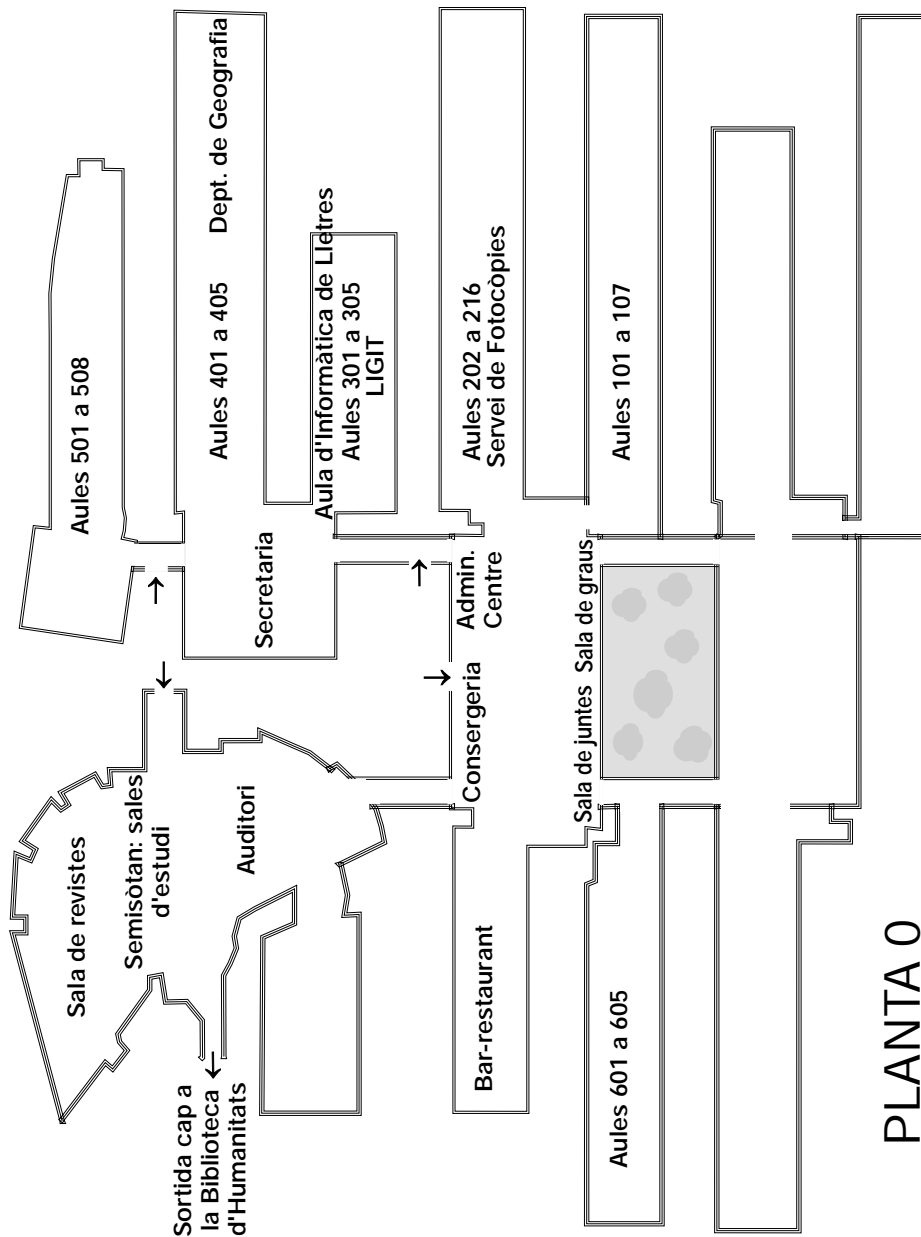 Aules 501 a 508
Aules 401 a 405
Dept. de Geografia
Aula d'Informàtica de Lletres
Aules 301 a 305
LIGIT
Aules 202 a 216
Servei de Fotocòpies
Aules 101 a 107
Secretaria
Admin.
Centre
Consergeria
Sala de juntes
Sala de graus
Sala de revistes
Semisòtan: sales
d'estudi
Auditori
Sortida cap a
la Biblioteca
d'Humanitats
Bar-restaurant
Aules 601 a 605
PLANTA 0